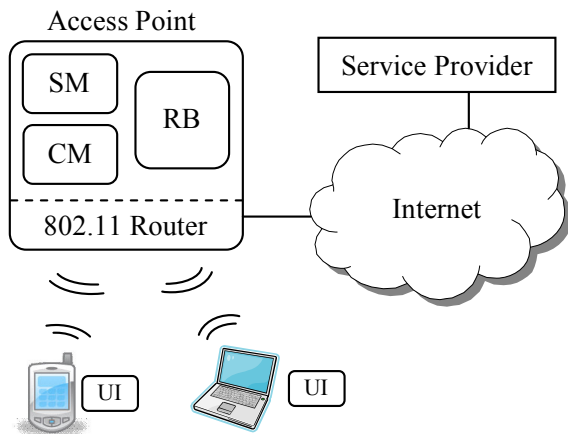 Access Point
SM
RB
CM
802.11 Router
Service Provider
Internet
UI
UI